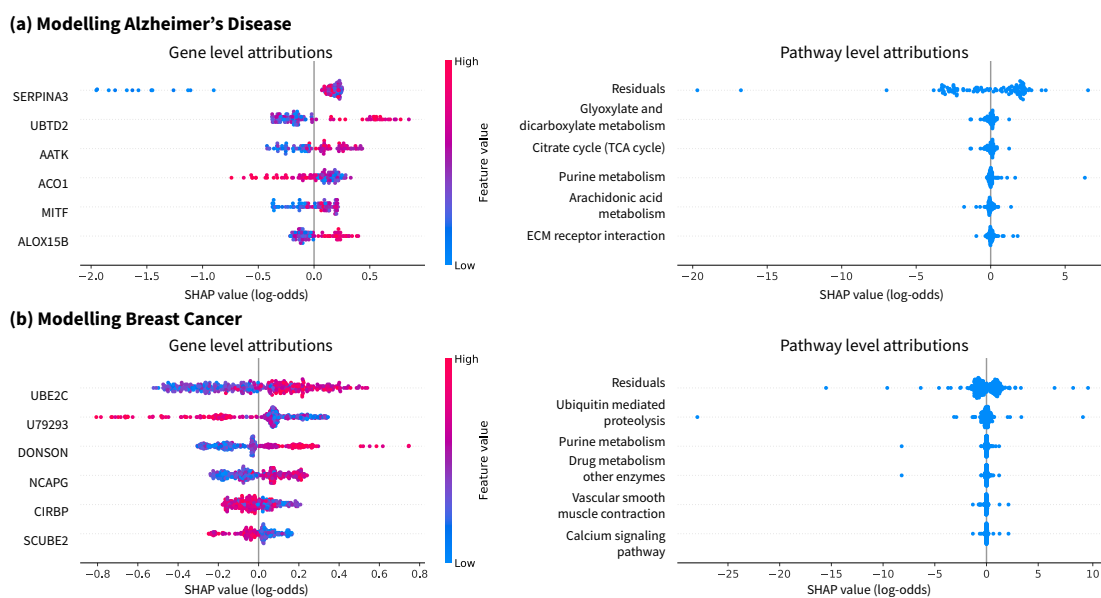 (a) Modelling Alzheimer’s Disease
Gene level attributions
SERPINA3
UBTD2
AATK
ACO1
MITF
ALOX15B
−2.0 −1.5 −1.0 −0.5 0.0 0.5
SHAP value (log-odds)
High
Feature value
Low
Pathway level attributions
Residuals
Glyoxylate and
dicarboxylate metabolism
Citrate cycle (TCA cycle)
Purine metabolism
Arachidonic acid
metabolism
ECM receptor interaction
−20 −15 −10 −5 0 5
SHAP value (log-odds)
(b) Modelling Breast Cancer
Gene level attributions
UBE2C
U79293
DONSON
NCAPG
CIRBP
SCUBE2
−0.8 −0.6 −0.4 −0.2 0.0 0.2 0.4 0.6 0.8
SHAP value (log-odds)
High
Feature value
Low
Pathway level attributions
Residuals
Ubiquitin mediated
proteolysis
Purine metabolism
Drug metabolism
other enzymes
Vascular smooth
muscle contraction
Calcium signaling
pathway
−25 −20 −15 −10 −5 0 5 10
SHAP value (log-odds)